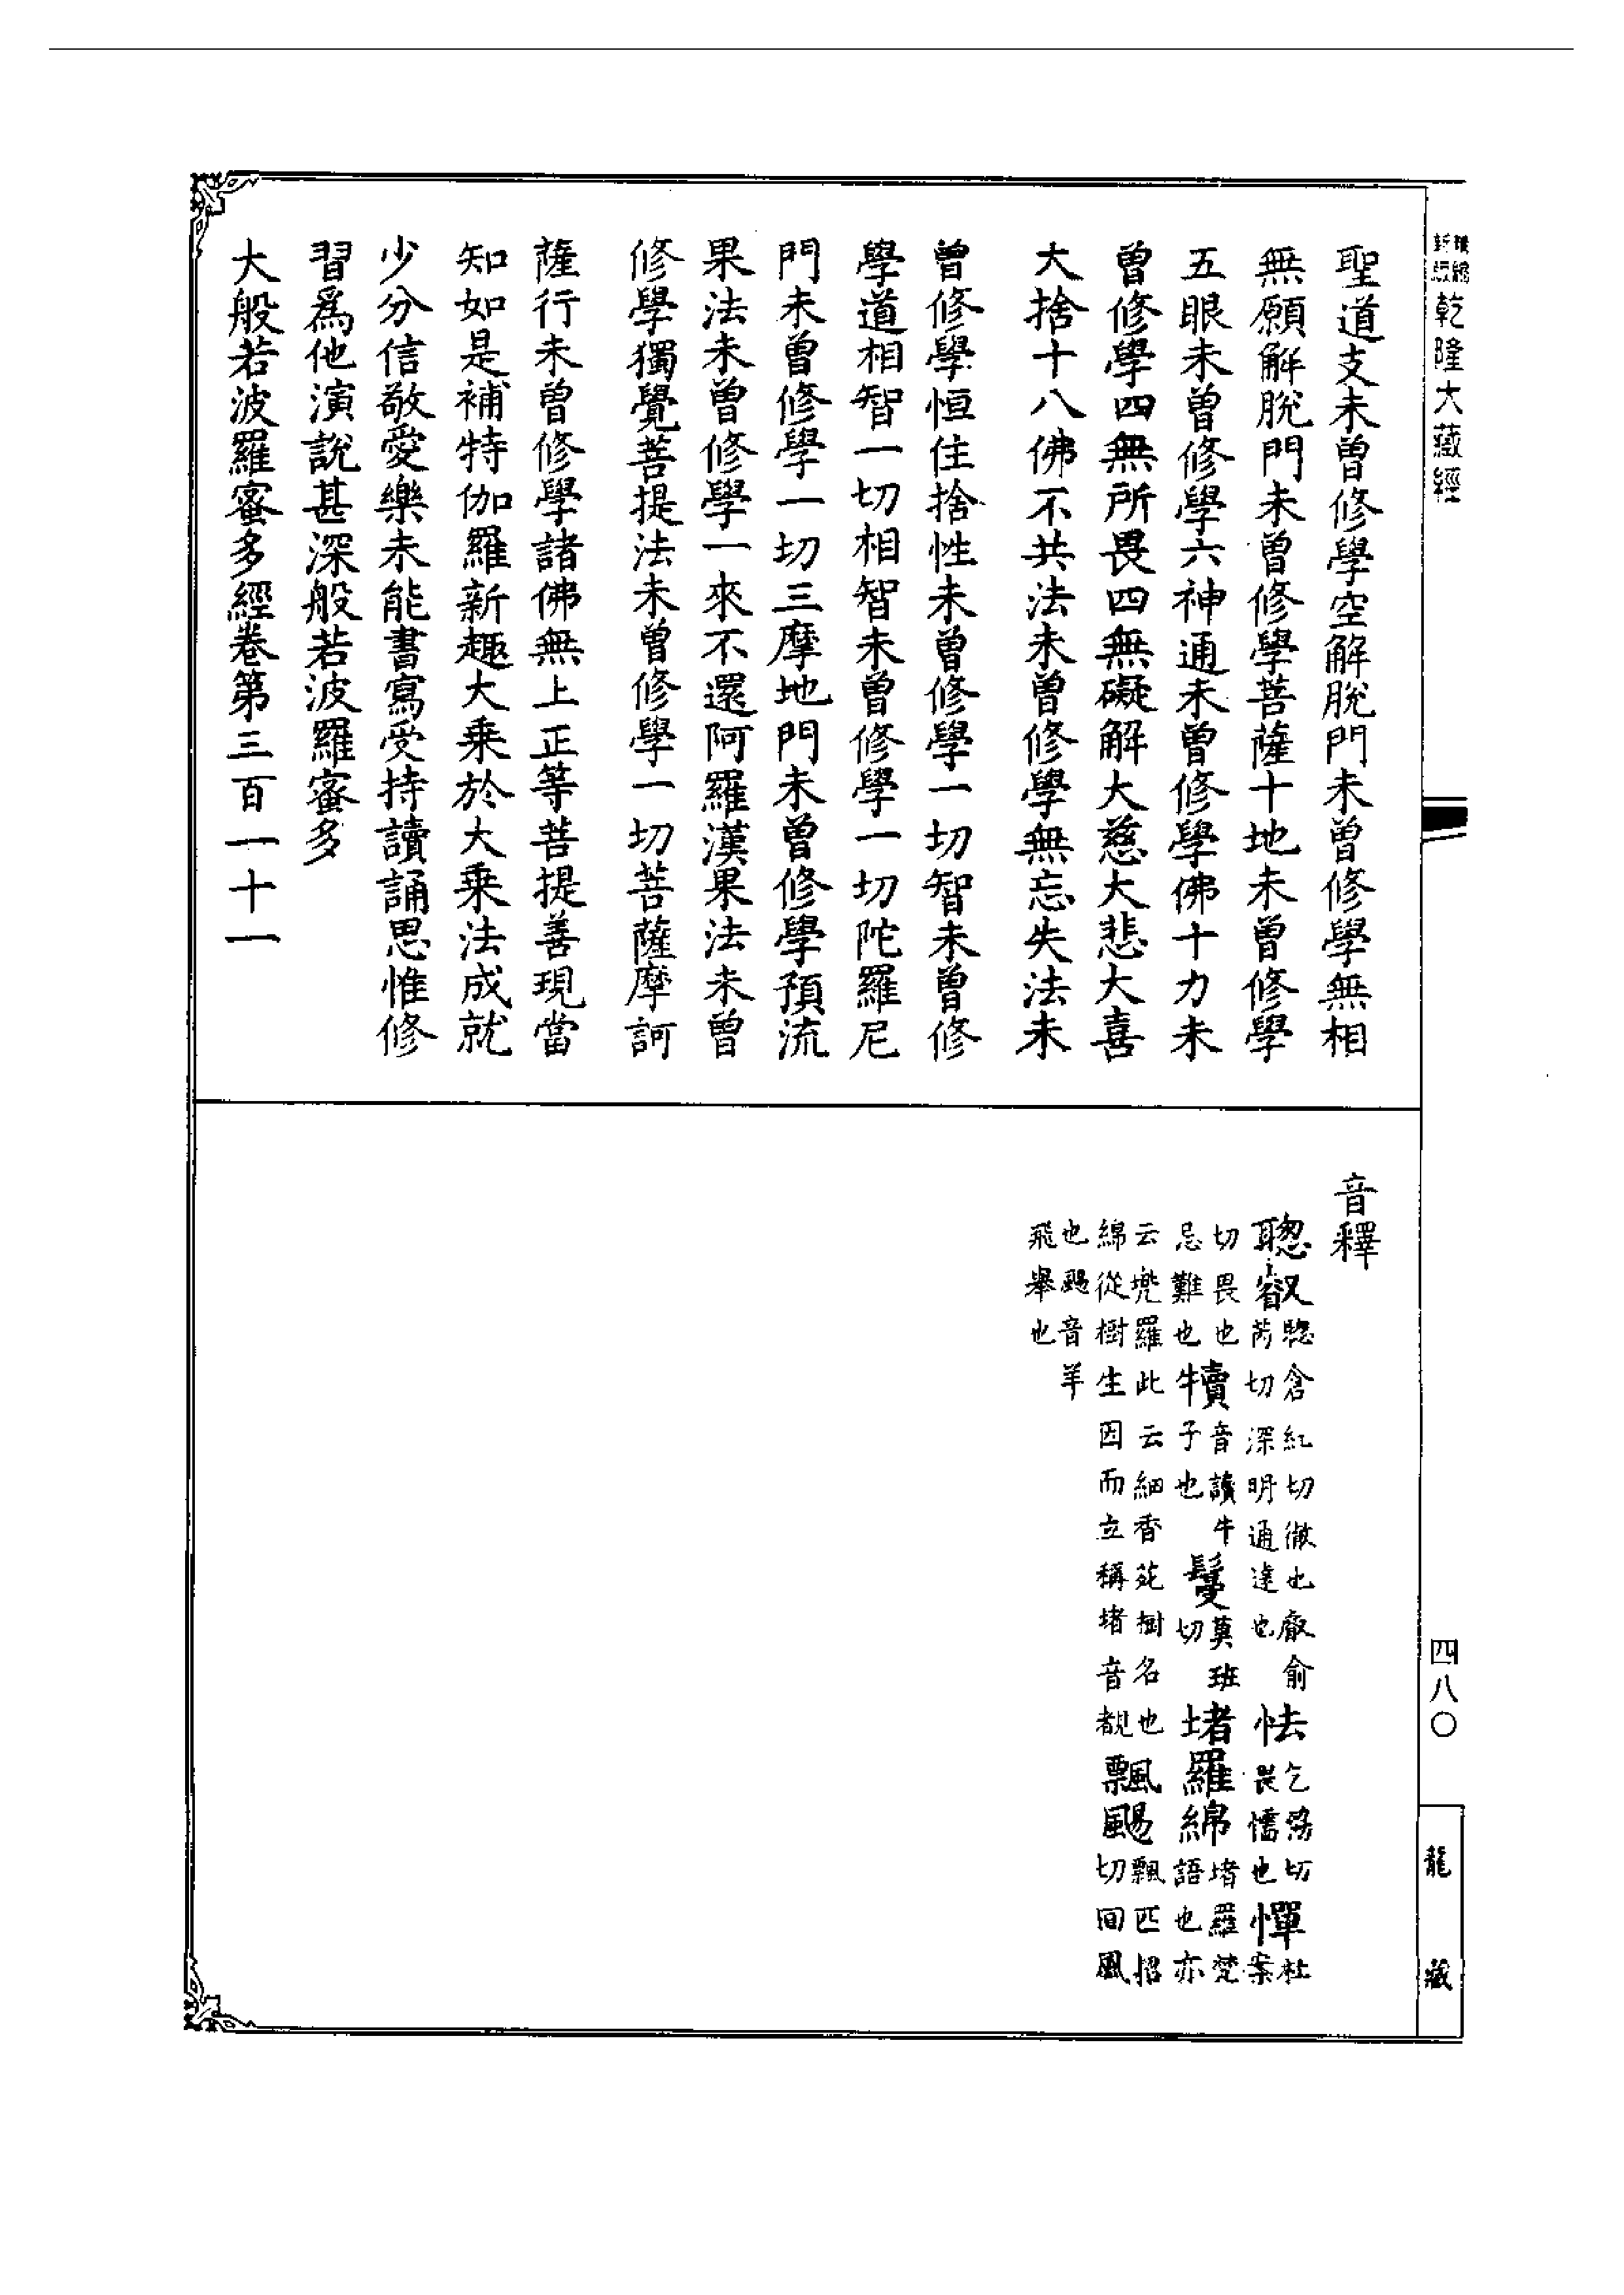 乾隆大藏經
聖道支未曾修學空解脫門未曾修學無相
無願解脫門未曾修學菩薩十地未曾修學
五眼未曾修學六神通未曾修學佛十力未
曾修學四無所畏四無礙解大慈大悲大喜
大捨十八佛不共法未曾修學無忘失法未
曾修學恒住捨性未曾修學一切智未曾修
學道相智一切相智未曾修學一切陀羅尼
門未曾修學一切三摩地門未曾修學預流
果法未曾修學一來不還阿羅漢果法未曾
修學獨覺菩提法未曾修學一切菩薩摩訶
薩行未曾修學諸佛無上正等菩提善現當
知如是補特伽羅新趣大乘於大乘法成就
少分信敬愛樂未能書寫受持讀誦思惟修
習爲他演說甚深般若波羅蜜多
大般若波羅蜜多經卷第三百一十一
音釋
聰叡聰倉紅切徹也叡俞芮切深明通達也 怯乞業切畏懦也 憚杜案
切畏也忌難也 犢音讀牛子也 鬘莫班切 堵羅綿堵羅梵語也亦
云兜羅此云細香苑樹名也綿從樹生因而立稱堵音覩 飄颺飄匹招切回風
也颺音羊飛舉也
四八〇
龍藏